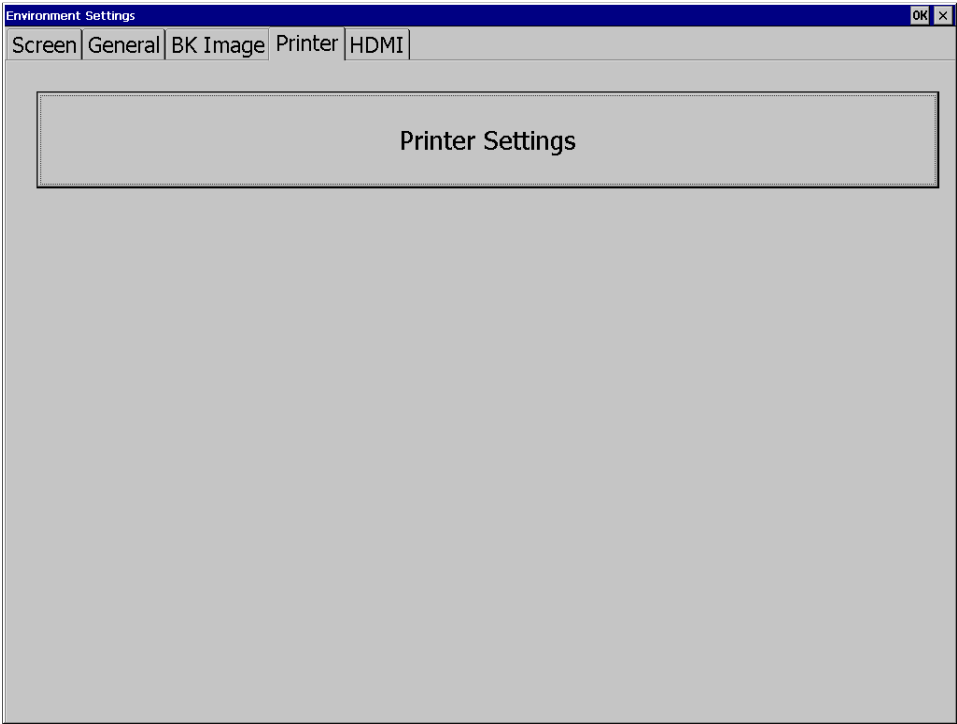 Environment Settings OK ×
Screen General BK Image Printer HDMI
Printer Settings